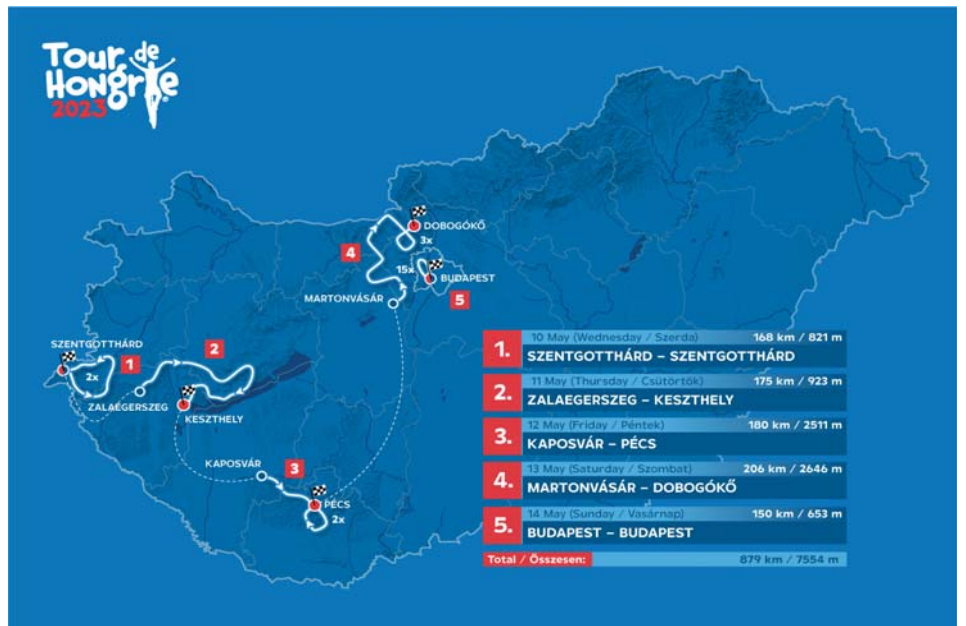 Tour de
HONGRIE
2023
DOBOGÓKŐ
3x
4
15x
BUDAPEST
5
MARTONVÁSÁR
SZENTGOTTHÁRD
2x
1
2
ZALAEGERSZEG
KESZTHELY
KAPOSVÁR
3
PÉCS
2x
1. 10 May (Wednesday / Szerda) 168 km / 821 m
SZENTGOTTHÁRD – SZENTGOTTHÁRD
2. 11 May (Thursday / Csütörtök) 175 km / 923 m
ZALAEGERSZEG – KESZTHELY
3. 12 May (Friday / Péntek) 180 km / 2511 m
KAPOSVÁR – PÉCS
4. 13 May (Saturday / Szombat) 206 km / 2646 m
MARTONVÁSÁR – DOBOGÓKŐ
5. 14 May (Sunday / Vasárnap) 150 km / 653 m
BUDAPEST – BUDAPEST
Total / Összesen: 879 km / 7554 m